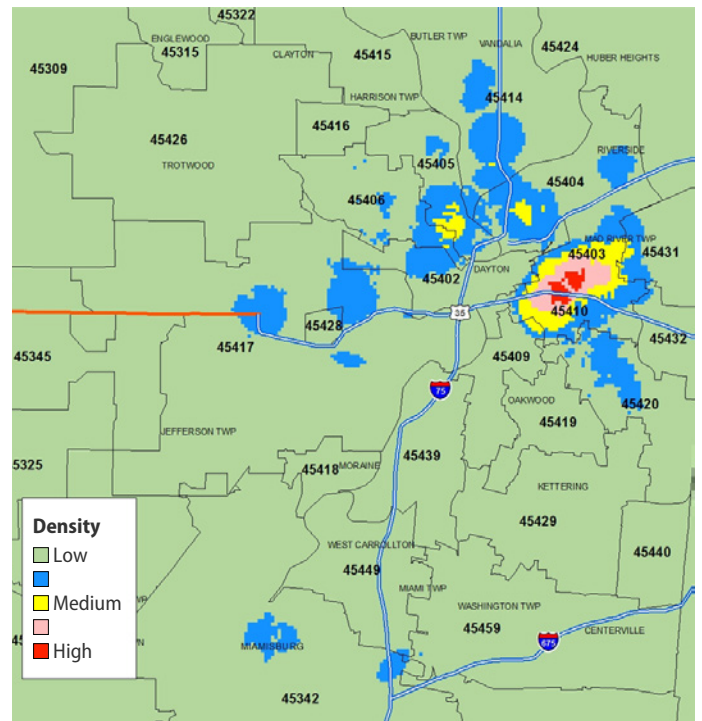 45322
ENGLEWOOD
45315
CLAYTON
45415
BUTLER TWP
VANDALIA
45424
HUBER HEIGHTS
45309
HARRISON TWP
45414
45416
45426
TROTWOOD
45405
RIVERSIDE
45404
45406
MAD RIVER TWP
45403
45431
45402
DAYTON
35
45428
45410
45417
45432
45345
45409
75
OAKWOOD
45420
45419
JEFFERSON TWP
45439
5325
45418
MORAINE
KETTERING
45429
Density
Low
Medium
High
WEST CARROLLTON
45449
45440
MIAMI TWP
WASHINGTON TWP
45459
CENTERVILLE
675
MIAMISBURG
45342